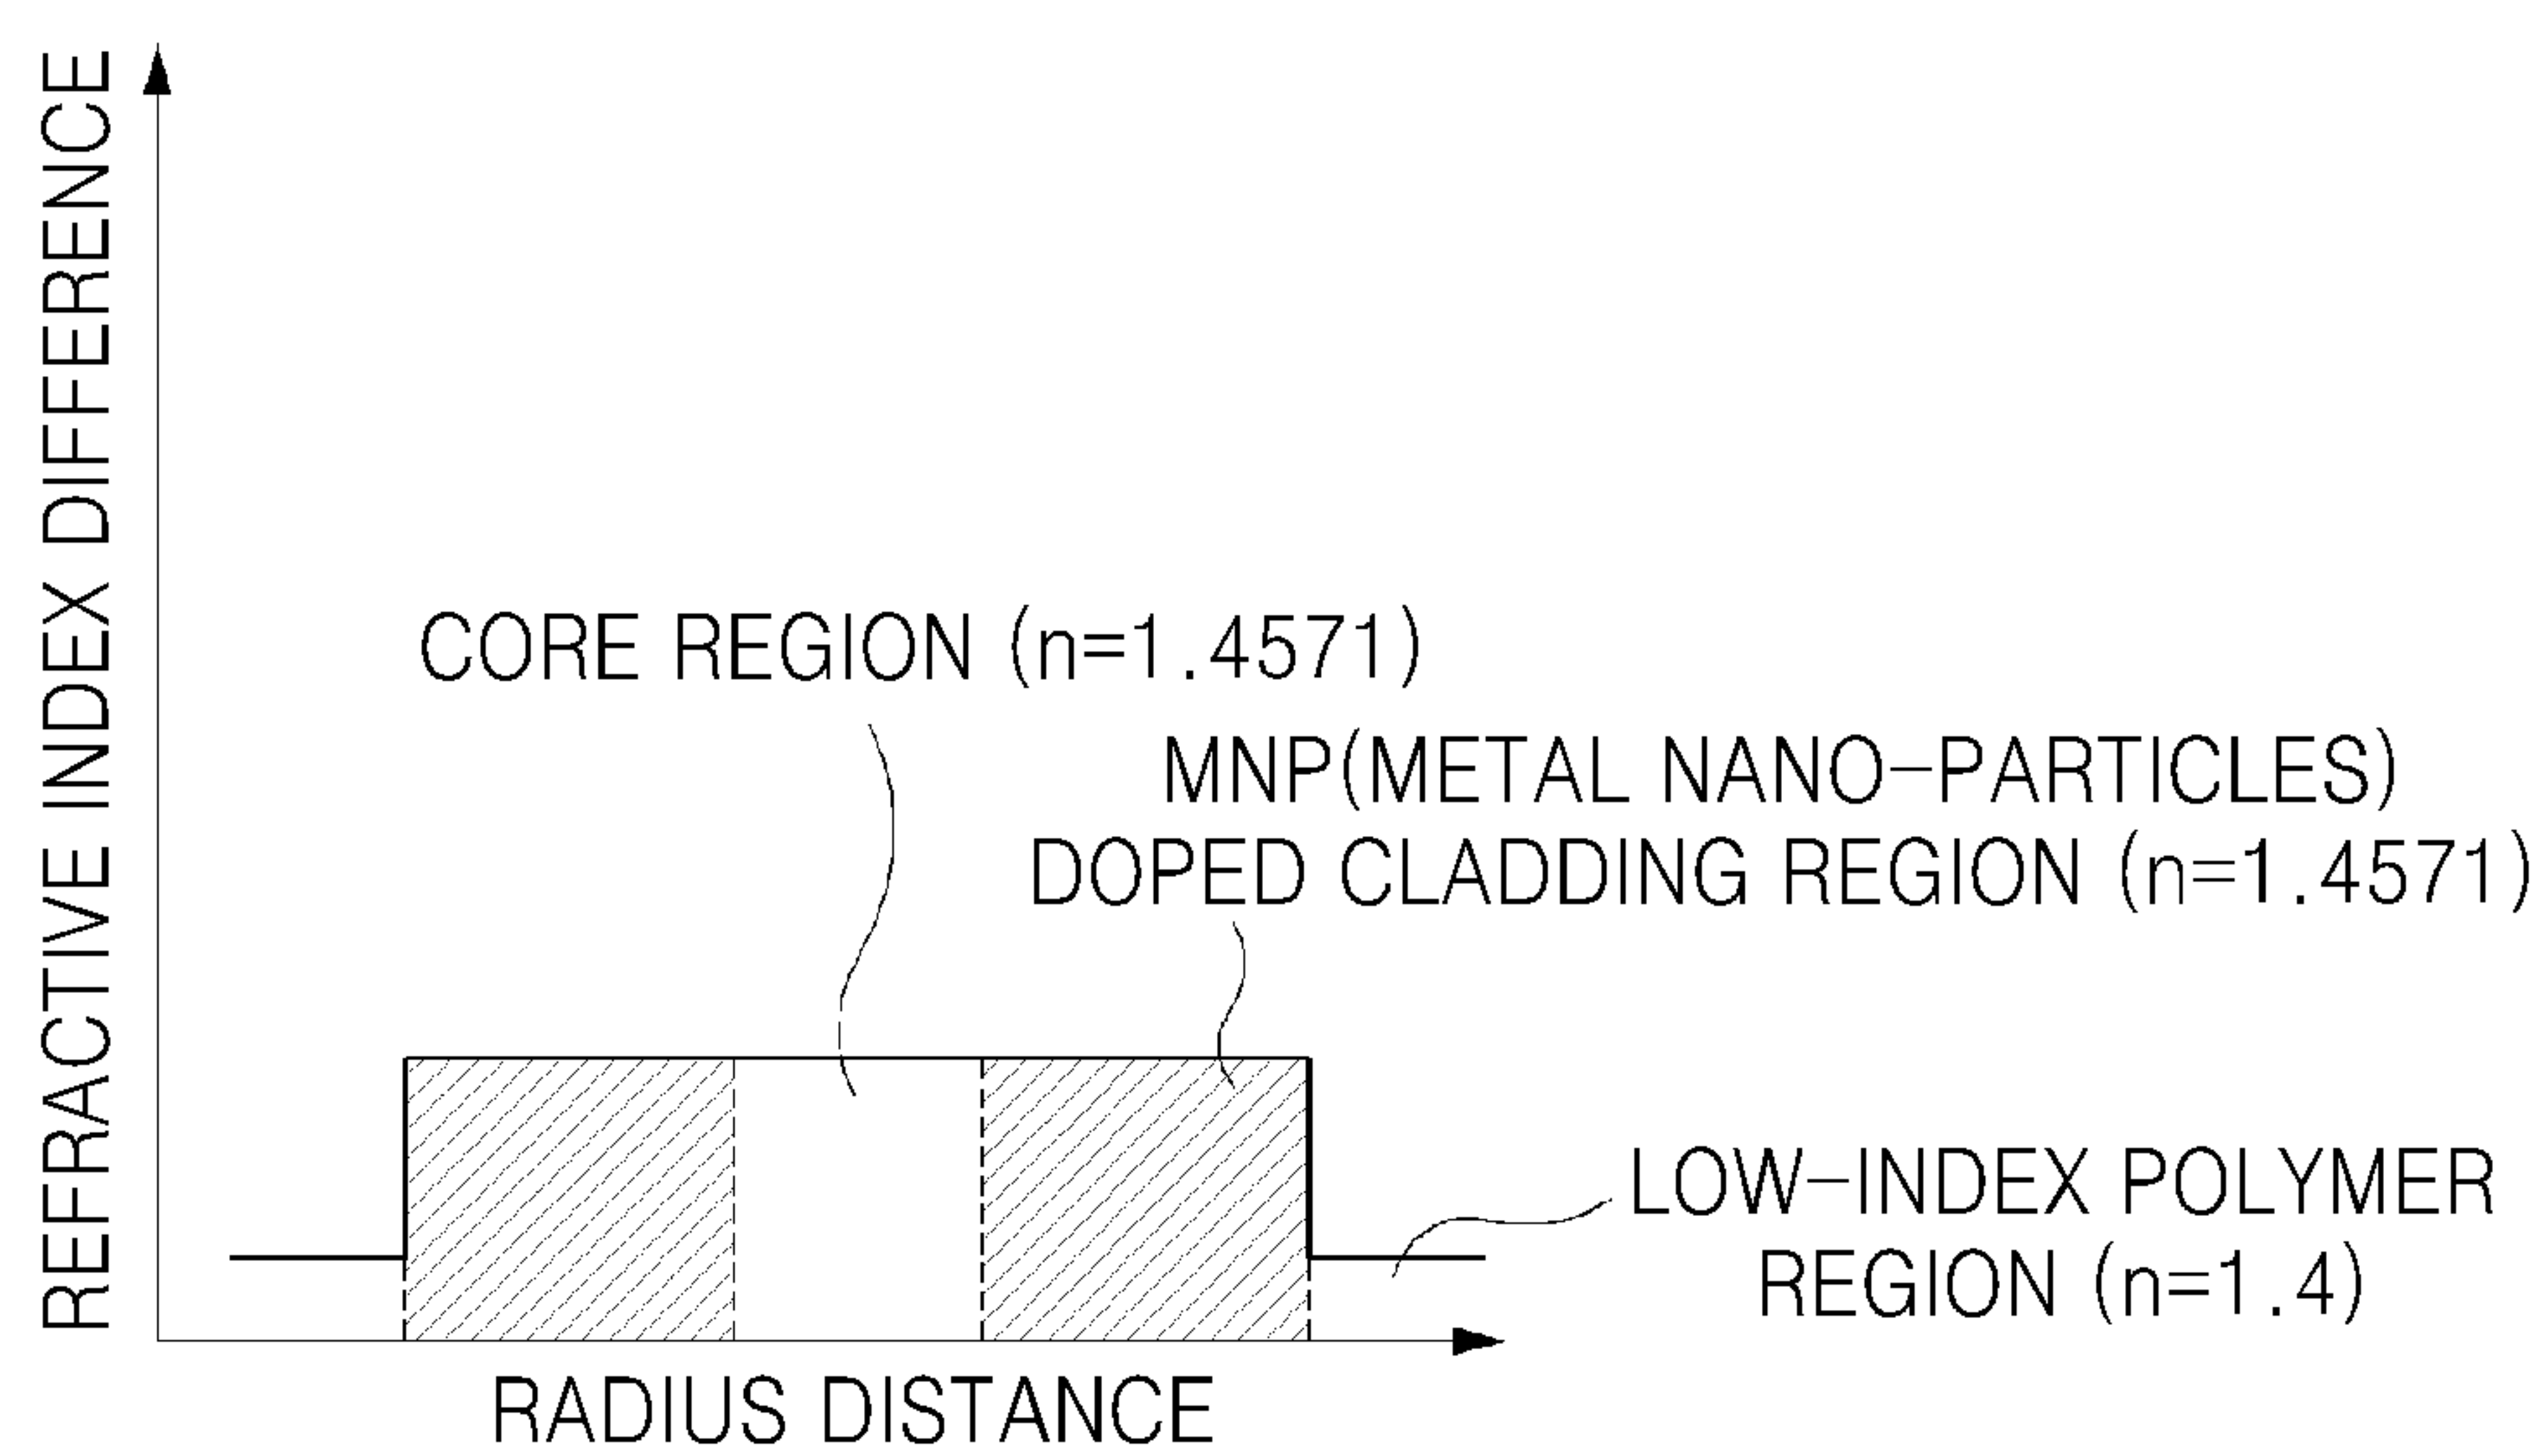 REFRACTIVE INDEX DIFFERENCE
CORE REGION (n=1.4571)
MNP(METAL NANO-PARTICLES)
DOPED CLADDING REGION (n=1.4571)
LOW-INDEX POLYMER
REGION (n=1.4)
RADIUS DISTANCE